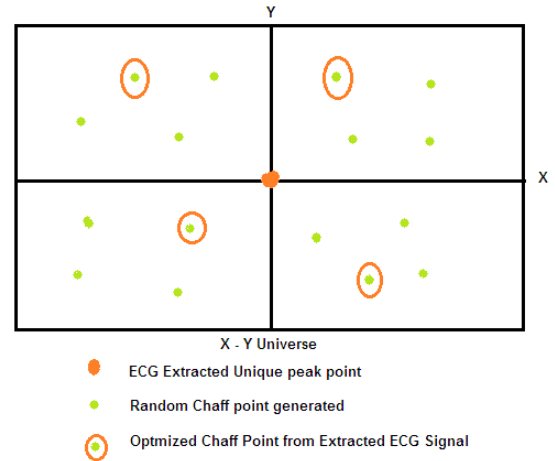 Y
X
X - Y Universe
ECG Extracted Unique peak point
Random Chaff point generated
Optmized Chaff Point from Extracted ECG Signal